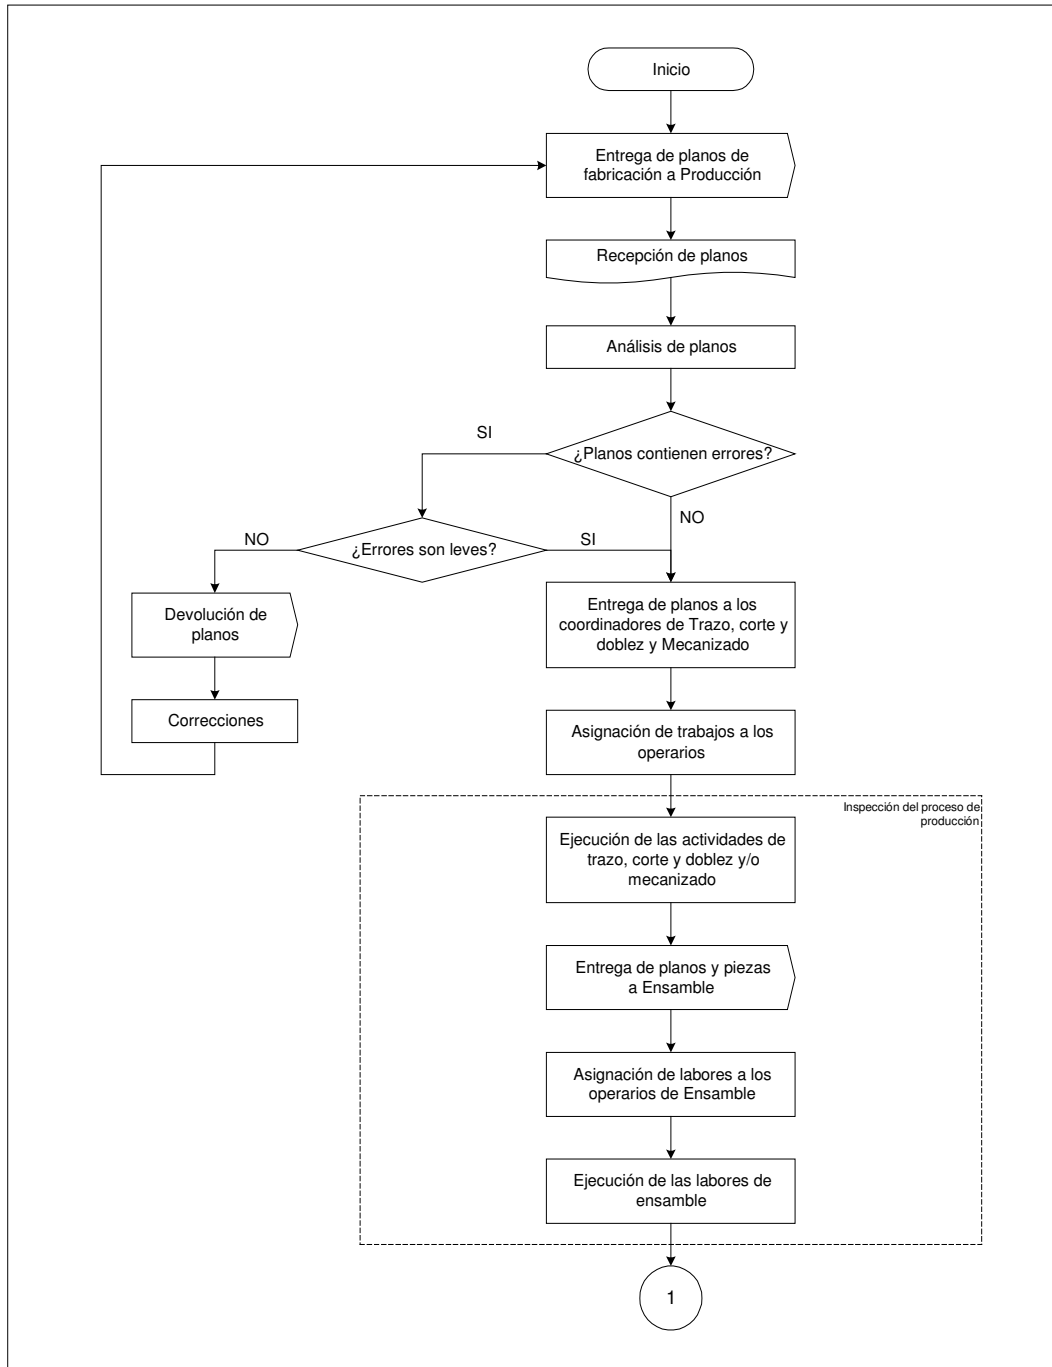 Inicio
Entrega de planos de
fabricación a Producción
Recepción de planos
Análisis de planos
SI
¿Planos contienen errores?
NO
NO
¿Errores son leves?
SI
Devolución de
planos
Entrega de planos a los
coordinadores de Trazo, corte y
doblez y Mecanizado
Correcciones
Asignación de trabajos a los
operarios
Inspección del proceso de
producción
Ejecución de las actividades de
trazo, corte y doblez y/o
mecanizado
Entrega de planos y piezas
a Ensamble
Asignación de labores a los
operarios de Ensamble
Ejecución de las labores de
ensamble
1